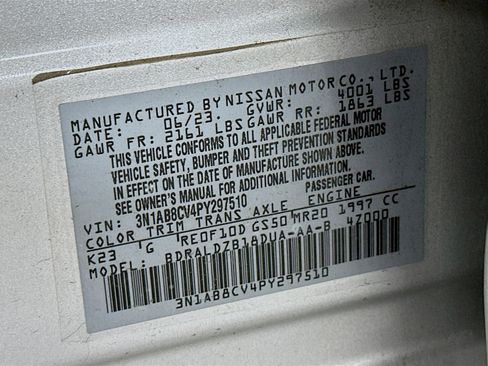 MANUFACTURED BY NISSAN MOTOR CO., LTD.
DATE: 06/23. GVWR: 4001 LBS
GAWR FR: 2161 LBS GAWR RR: 1863 LBS
THIS VEHICLE CONFORMS TO ALL APPLICABLE FEDERAL MOTOR
VEHICLE SAFETY, BUMPER AND THEFT PREVENTION STANDARDS
IN EFFECT ON THE DATE OF MANUFACTURE SHOWN ABOVE.
SEE OWNER'S MANUAL FOR ADDITIONAL INFORMATION.
VIN: 3N1AB8CV4PY297510 PASSENGER CAR.
COLOR TRIM TRANS AXLE ENGINE
K23 G RE0F10D GS50 MR20 1997 CC
MODEL: BDRALDZB18DUA-AA-B 47000
3N1AB8CV4PY297510